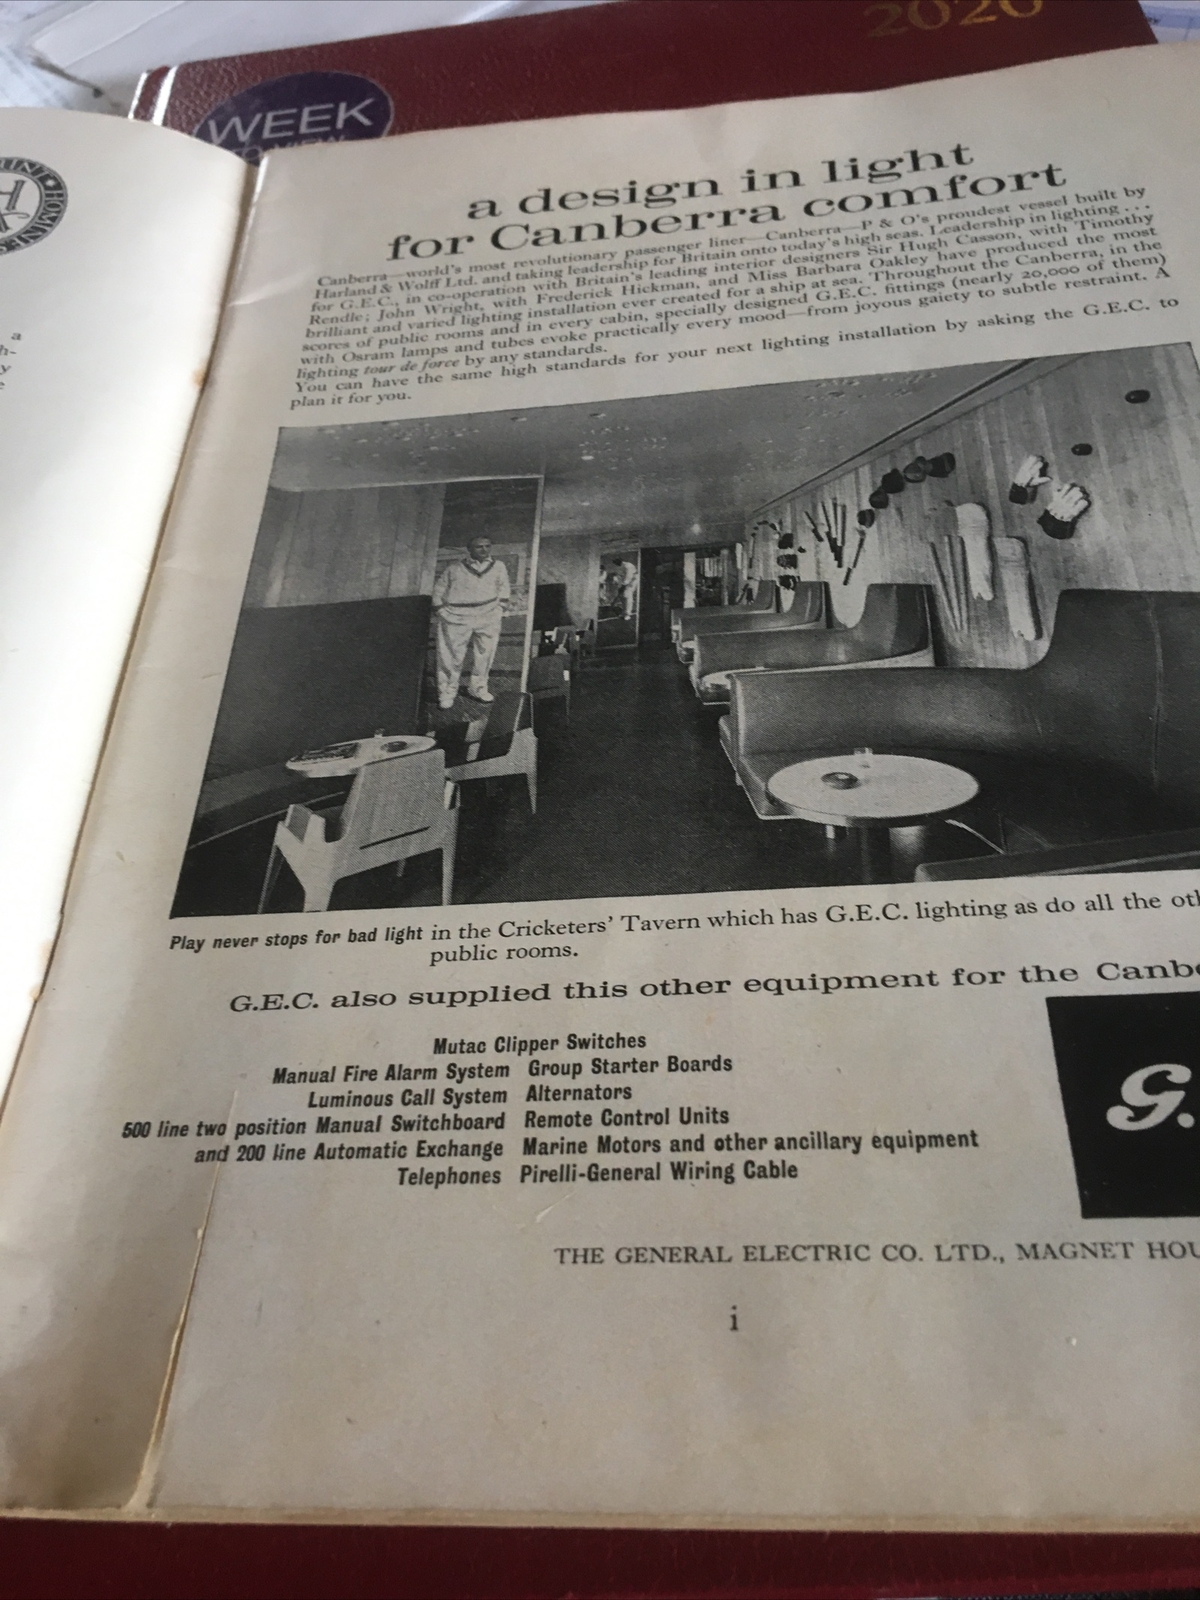 2020
WEEK
TO VIEW
a
h-
y
e
a design in light
for Canberra comfort
Canberra—world's most revolutionary passenger liner—Canberra—P & O's proudest vessel built by
Harland & Wolff Ltd. and taking leadership for Britain onto today's high seas. Leadership in lighting . . .
for G.E.C., in co-operation with Britain's leading interior designers Sir Hugh Casson, with Timothy
Rendle; John Wright, with Frederick Hickman, and Miss Barbara Oakley have produced the most
brilliant and varied lighting installation ever created for a ship at sea. Throughout the Canberra, in the
scores of public rooms and in every cabin, specially designed G.E.C. fittings (nearly 20,000 of them)
with Osram lamps and tubes evoke practically every mood—from joyous gaiety to subtle restraint. A
lighting tour de force by any standards.
You can have the same high standards for your next lighting installation by asking the G.E.C. to
plan it for you.
Play never stops for bad light in the Cricketers' Tavern which has G.E.C. lighting as do all the oth
public rooms.
G.E.C. also supplied this other equipment for the Canbe
Mutac Clipper Switches
Manual Fire Alarm System Group Starter Boards
Luminous Call System Alternators
500 line two position Manual Switchboard Remote Control Units
and 200 line Automatic Exchange Marine Motors and other ancillary equipment
Telephones Pirelli-General Wiring Cable
G.
THE GENERAL ELECTRIC CO. LTD., MAGNET HOU
i